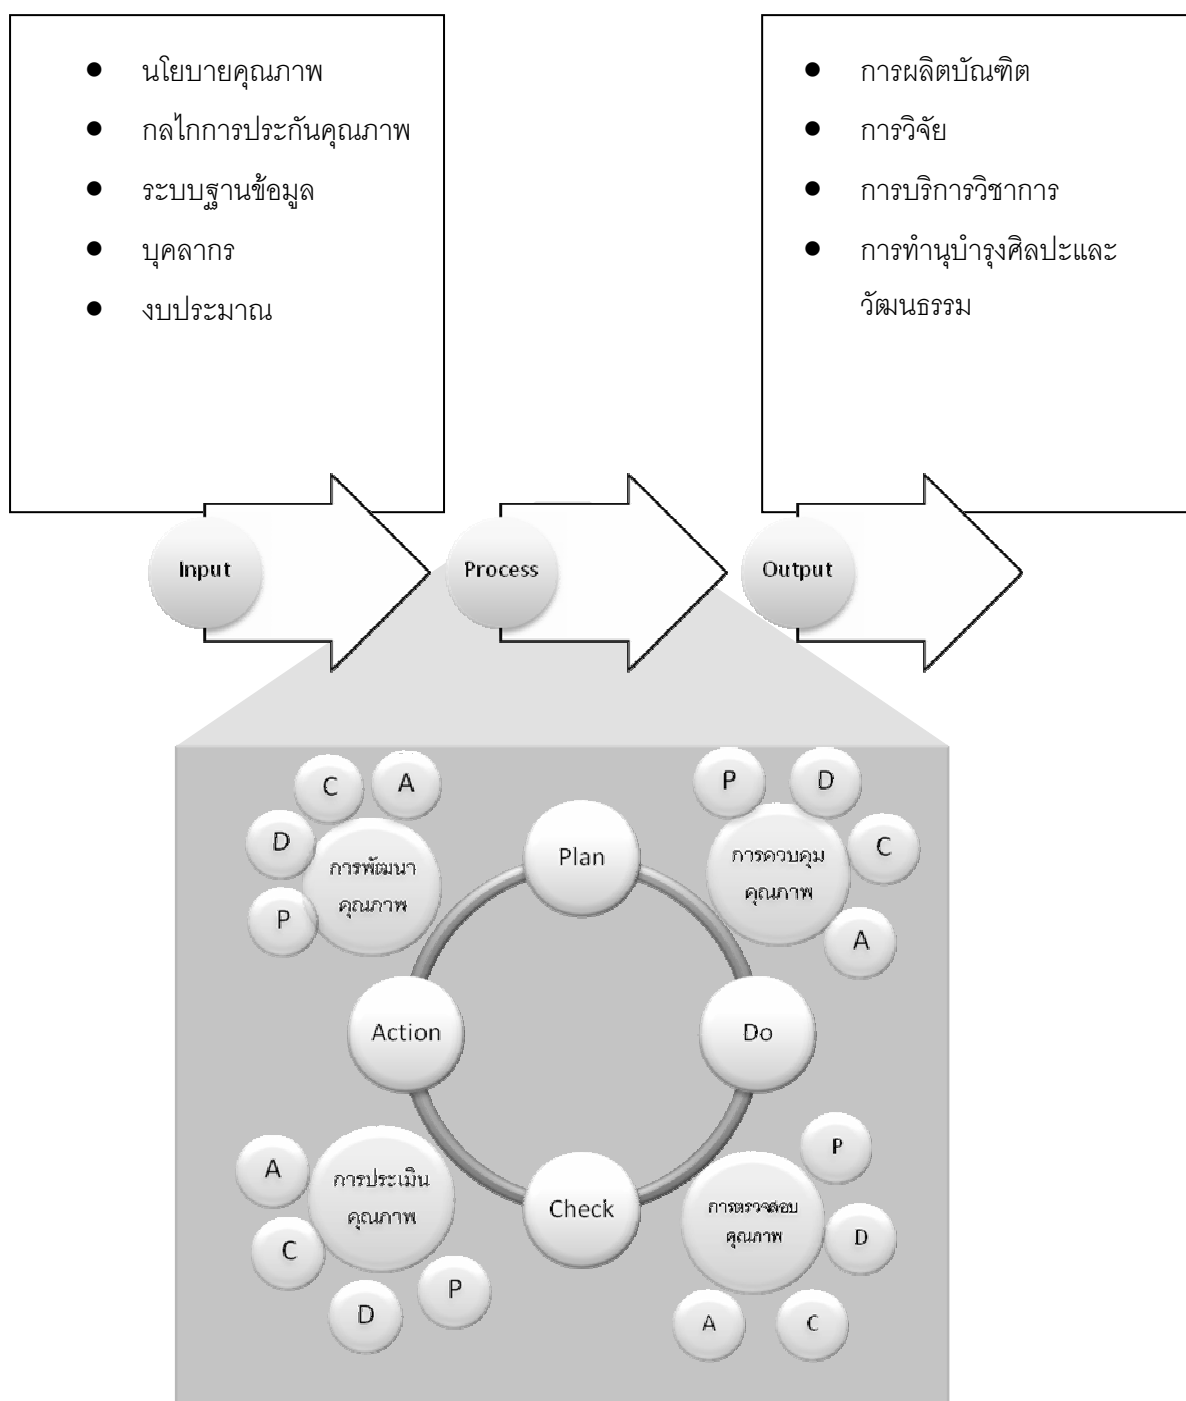 ● นโยบายคุณภาพ
● กลไกการประกันคุณภาพ
● ระบบฐานข้อมูล
● บุคลากร
● งบประมาณ
● การผลิตบัณฑิต
● การวิจัย
● การบริการวิชาการ
● การทำนุบำรุงศิลปะและ
วัฒนธรรม
Input
Process
Output
C
A
D
P
การพัฒนา
คุณภาพ
Plan
P
D
C
A
การควบคุม
คุณภาพ
Action
Do
A
C
D
P
การประเมิน
คุณภาพ
Check
P
D
C
A
การตรวจสอบ
คุณภาพ